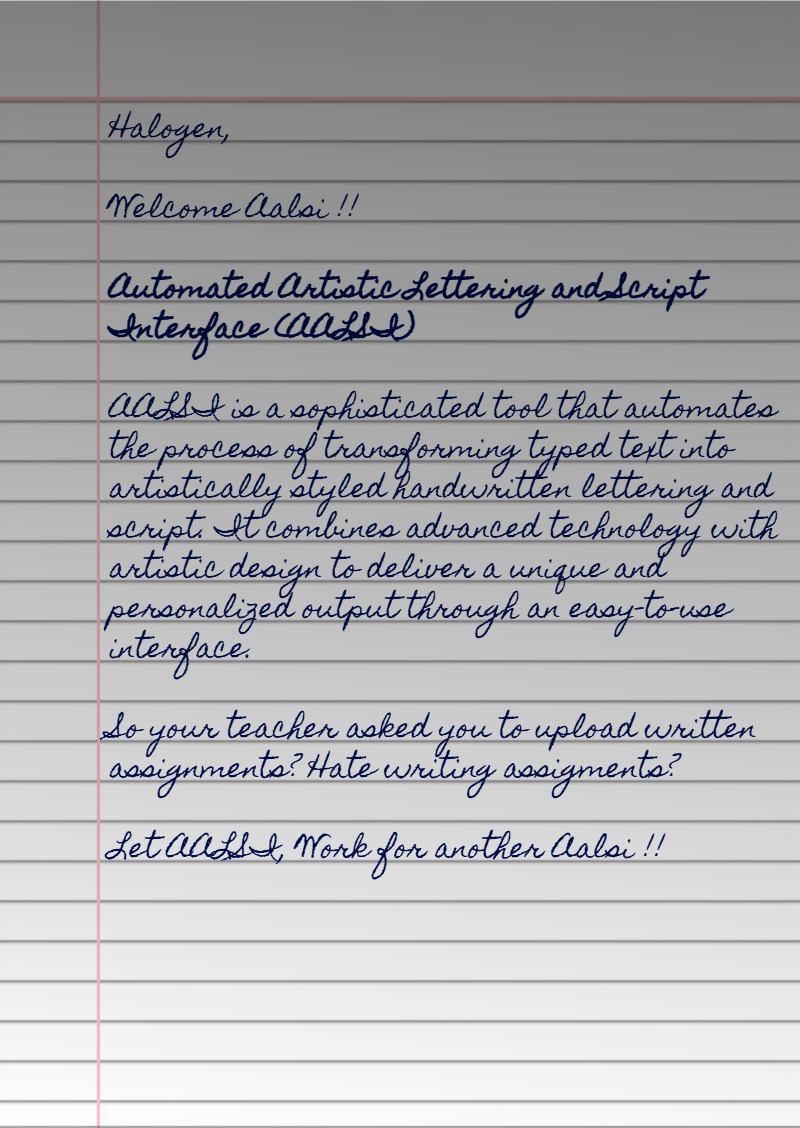 Halogen,
Welcome Aalsi !!
Automated Artistic Lettering and Script
Interface (AALSI)
AALSI is a sophisticated tool that automates
the process of transforming typed text into
artistically styled handwritten lettering and
script. It combines advanced technology with
artistic design to deliver a unique and
personalized output through an easy-to-use
interface.
So your teacher asked you to upload written
assignments? Hate writing assigments?
Let AALSI, Work for another Aalsi !!